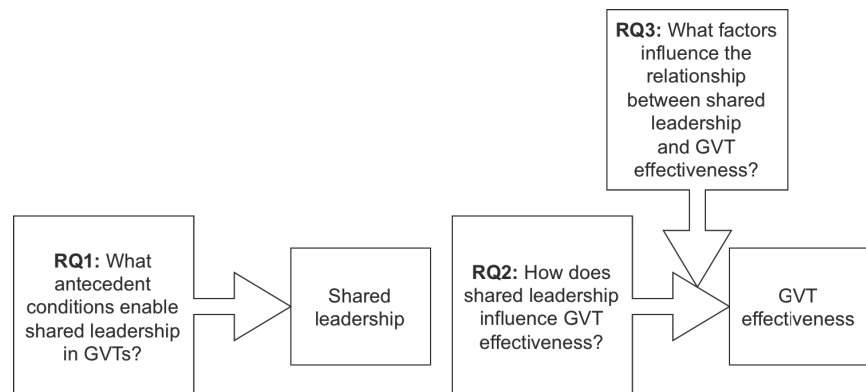 RQ3: What factors
influence the
relationship
between shared
leadership
and GVT
effectiveness?
RQ1: What
antecedent
conditions enable
shared leadership
in GVTs?
Shared
leadership
RQ2: How does
shared leadership
influence GVT
effectiveness?
GVT
effectiveness